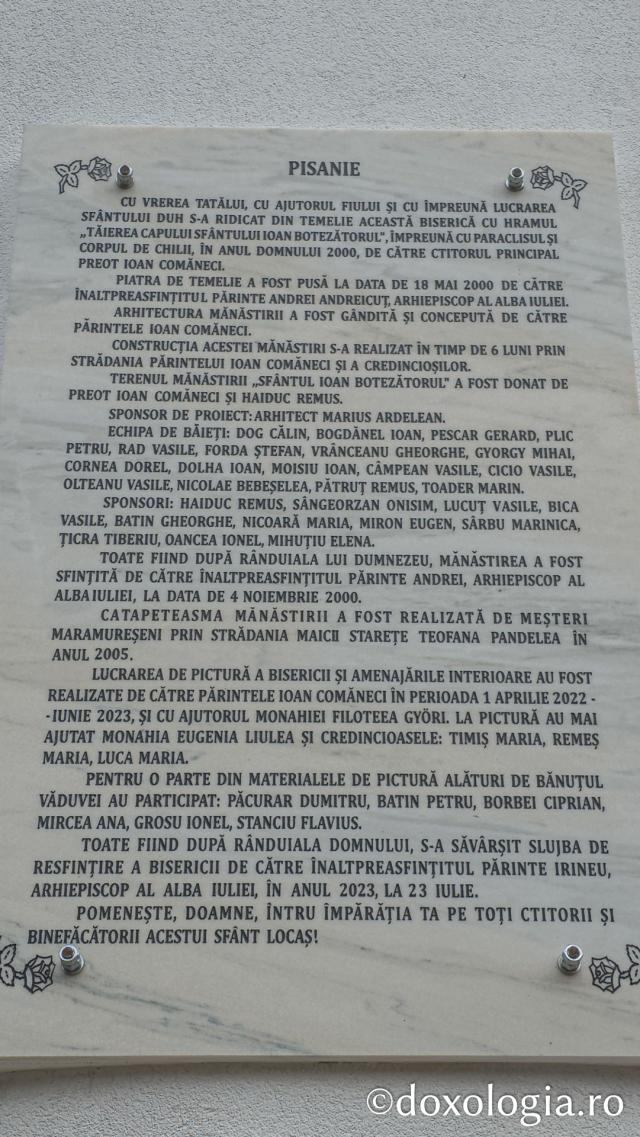 PISANIE
CU VREREA TATĂLUI, CU AJUTORUL FIULUI ȘI CU ÎMPREUNĂ LUCRAREA
SFÂNTULUI DUH S-A RIDICAT DIN TEMELIE ACEASTĂ BISERICĂ CU HRAMUL
„TĂIEREA CAPULUI SFÂNTULUI IOAN BOTEZĂTORUL", ÎMPREUNĂ CU PARACLISUL ȘI
CORPUL DE CHILII, ÎN ANUL DOMNULUI 2000, DE CĂTRE CTITORUL PRINCIPAL
PREOT IOAN COMĂNECI.
PIATRA DE TEMELIE A FOST PUSĂ LA DATA DE 18 MAI 2000 DE CĂTRE
ÎNALTPREASFINȚITUL PĂRINTE ANDREI ANDREICUȚ, ARHIEPISCOP AL ALBA IULIEI.
ARHITECTURA MĂNĂSTIRII A FOST GÂNDITĂ ȘI CONCEPUTĂ DE CĂTRE
PĂRINTELE IOAN COMĂNECI.
CONSTRUCȚIA ACESTEI MĂNĂSTIRI S-A REALIZAT ÎN TIMP DE 6 LUNI PRIN
STRĂDANIA PĂRINTELUI IOAN COMĂNECI ȘI A CREDINCIOȘILOR.
TERENUL MĂNĂSTIRII „SFÂNTUL IOAN BOTEZĂTORUL" A FOST DONAT DE
PREOT IOAN COMĂNECI ȘI HAIDUC REMUS.
SPONSOR DE PROIECT: ARHITECT MARIUS ARDELEAN.
ECHIPA DE BĂIEȚI: DOG CĂLIN, BOGDĂNEL IOAN, PESCAR GERARD, PLIC
PETRU, RAD VASILE, FORDA ȘTEFAN, VRÂNCEANU GHEORGHE, GYORGY MIHAI,
CORNEA DOREL, DOLHA IOAN, MOISIU IOAN, CÂMPEAN VASILE, CICIO VASILE,
OLTEANU VASILE, NICOLAE BEBEȘELEA, PĂTRUȚ REMUS, TOADER MARIN.
SPONSORI: HAIDUC REMUS, SÂNGEORZAN ONISIM, LUCUȚ VASILE, BICA
VASILE, BATIN GHEORGHE, NICOARĂ MARIA, MIRON EUGEN, SÂRBU MARINICA,
ȚICRA TIBERIU, OANCEA IONEL, MIHUȚIU ELENA.
TOATE FIIND DUPĂ RÂNDUIALA LUI DUMNEZEU, MĂNĂSTIREA A FOST
SFINȚITĂ DE CĂTRE ÎNALTPREASFINȚITUL PĂRINTE ANDREI, ARHIEPISCOP AL
ALBA IULIEI, LA DATA DE 4 NOIEMBRIE 2000.
CATAPETEASMA MĂNĂSTIRII A FOST REALIZATĂ DE MEȘTERI
MARAMUREȘENI PRIN STRĂDANIA MAICII STAREȚE TEOFANA PANDELEA ÎN
ANUL 2005.
LUCRAREA DE PICTURĂ A BISERICII ȘI AMENAJĂRILE INTERIOARE AU FOST
REALIZATE DE CĂTRE PĂRINTELE IOAN COMĂNECI ÎN PERIOADA 1 APRILIE 2022 -
-IUNIE 2023, ȘI CU AJUTORUL MONAHIEI FILOTEEA GYÖRI. LA PICTURĂ AU MAI
AJUTAT MONAHIA EUGENIA LIULEA ȘI CREDINCIOASELE: TIMIȘ MARIA, REMEȘ
MARIA, LUCA MARIA.
PENTRU O PARTE DIN MATERIALELE DE PICTURĂ ALĂTURI DE BĂNUȚUL
VĂDUVEI AU PARTICIPAT: PĂCURAR DUMITRU, BATIN PETRU, BORBEI CIPRIAN,
MIRCEA ANA, GROSU IONEL, STANCIU FLAVIUS.
TOATE FIIND DUPĂ RÂNDUIALA DOMNULUI, S-A SĂVÂRȘIT SLUJBA DE
RESFINȚIRE A BISERICII DE CĂTRE ÎNALTPREASFINȚITUL PĂRINTE IRINEU,
ARHIEPISCOP AL ALBA IULIEI, ÎN ANUL 2023, LA 23 IULIE.
POMENEȘTE, DOAMNE, ÎNTRU ÎMPĂRĂȚIA TA PE TOȚI CTITORII ȘI
BINEFĂCĂTORII ACESTUI SFÂNT LOCAȘ!
©doxologia.ro